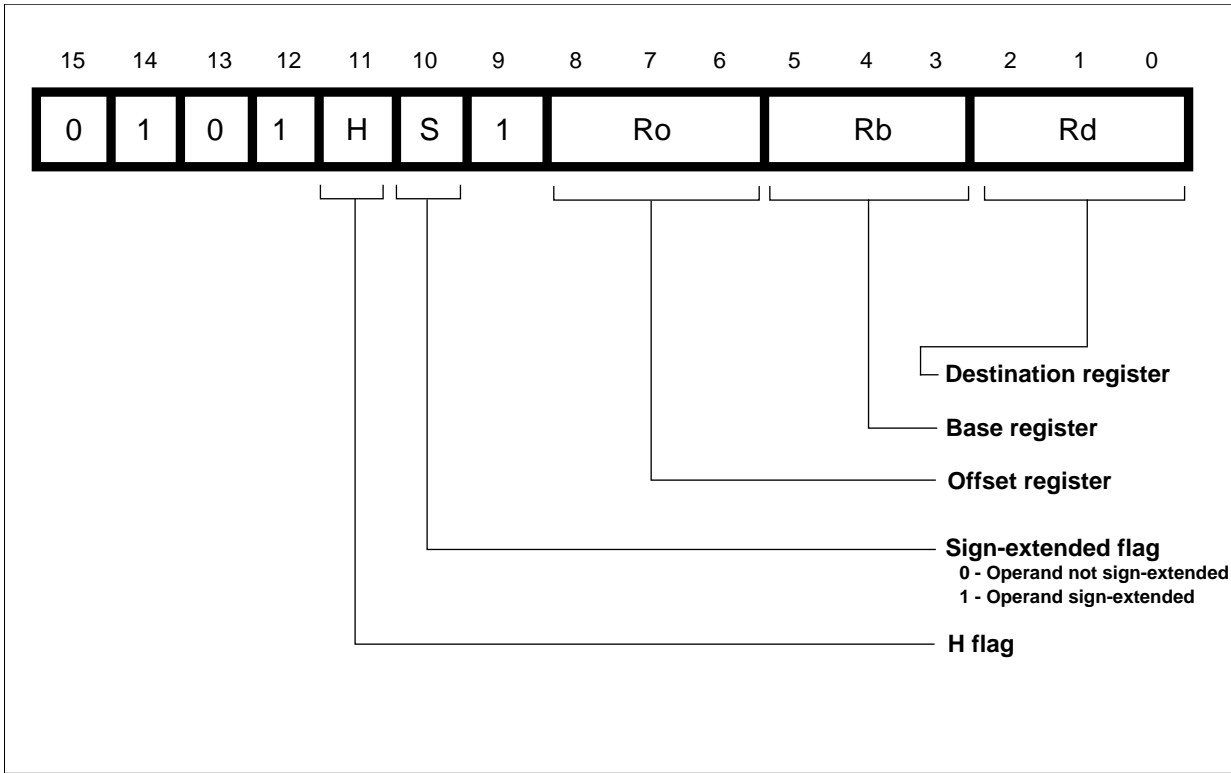 15 14 13 12 11 10 9 8 7 6 5 4 3 2 1 0
0 1 0 1 H S 1 Ro Rb Rd
Destination register
Base register
Offset register
Sign-extended flag
0 - Operand not sign-extended
1 - Operand sign-extended
H flag